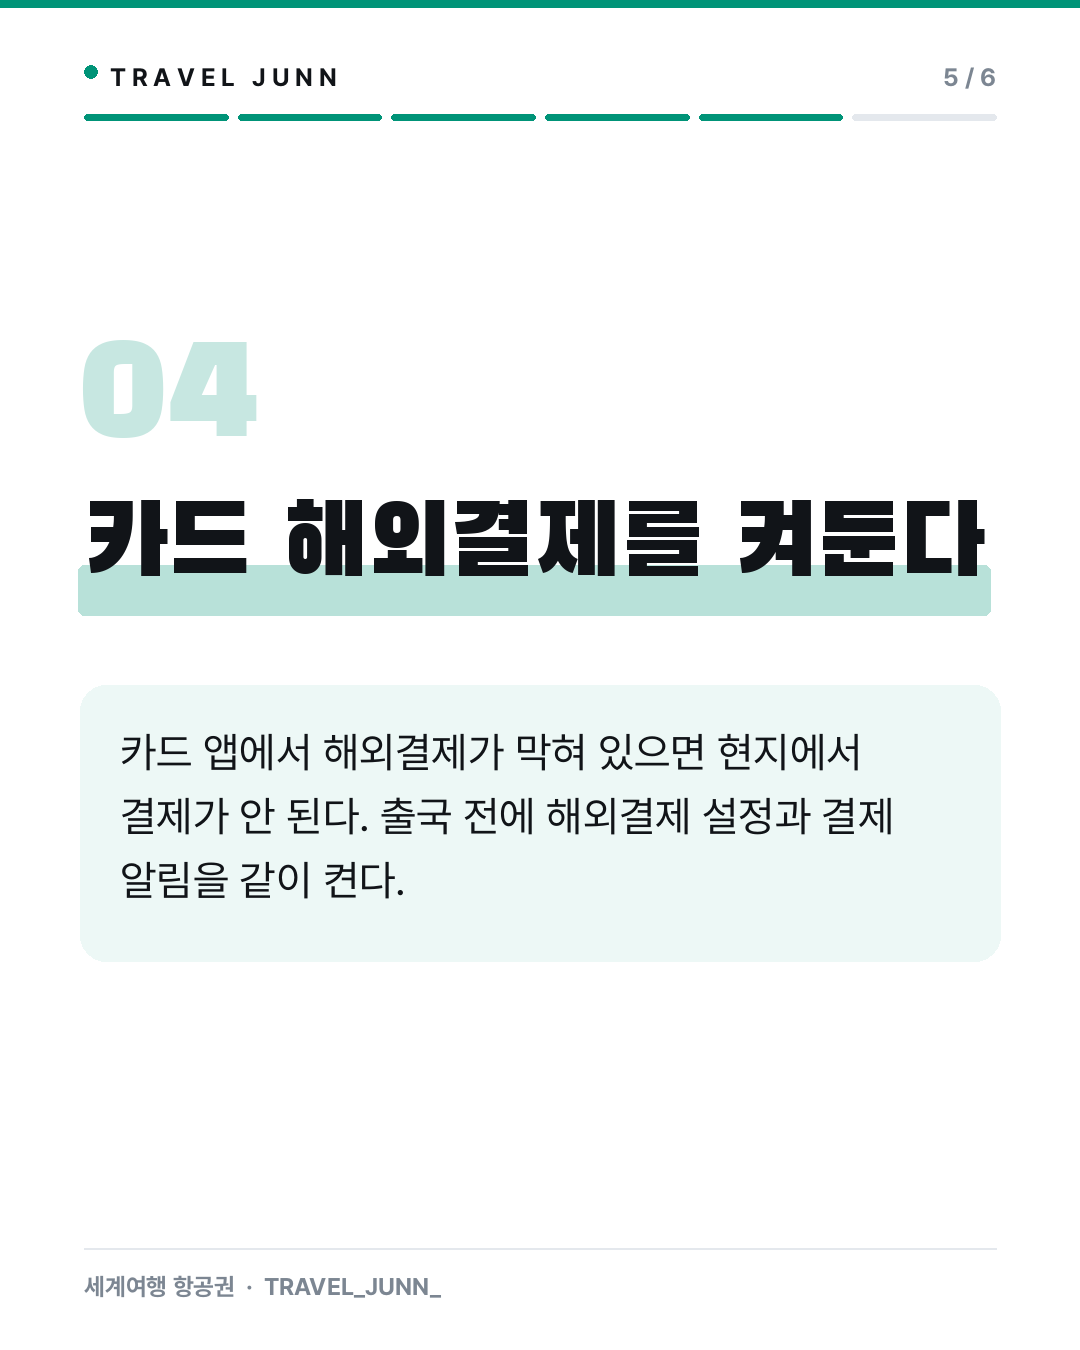 TRAVEL JUNN
5 / 6
04
카드 해외결제를 켜둔다
카드 앱에서 해외결제가 막혀 있으면 현지에서
결제가 안 된다. 출국 전에 해외결제 설정과 결제
알림을 같이 켠다.
세계여행 항공권 · TRAVEL_JUNN_